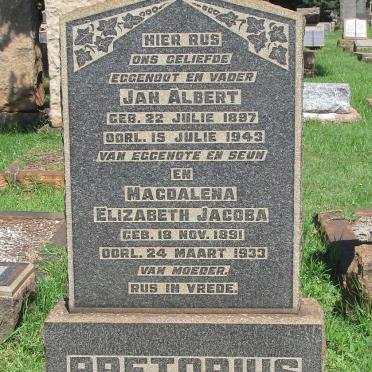 HIER RUS
ONS GELIEFDE
EGGENOOT EN VADER
JAN ALBERT
GEB. 22 JULIE 1897
OORL. 15 JULIE 1943
VAN EGGENOTE EN SEUN
EN
MAGDALENA
ELIZABETH JACOBA
GEB. 18 NOV. 1891
OORL. 24 MAART 1933
VAN MOEDER.
RUS IN VREDE.
PRETORIUS